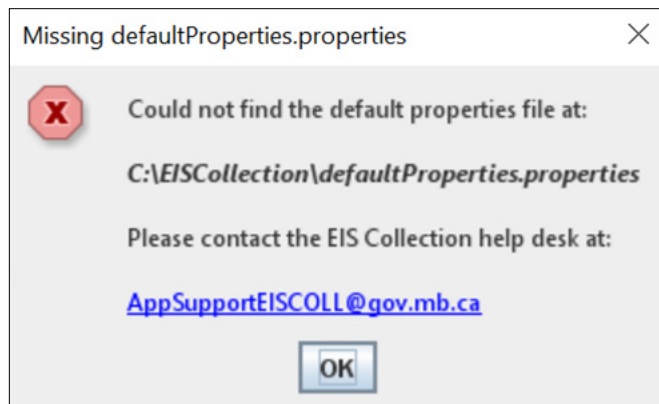 Missing defaultProperties.properties
Could not find the default properties file at:
C:\EISCollection\defaultProperties.properties
Please contact the EIS Collection help desk at:
AppSupportEISCOLL@gov.mb.ca
OK